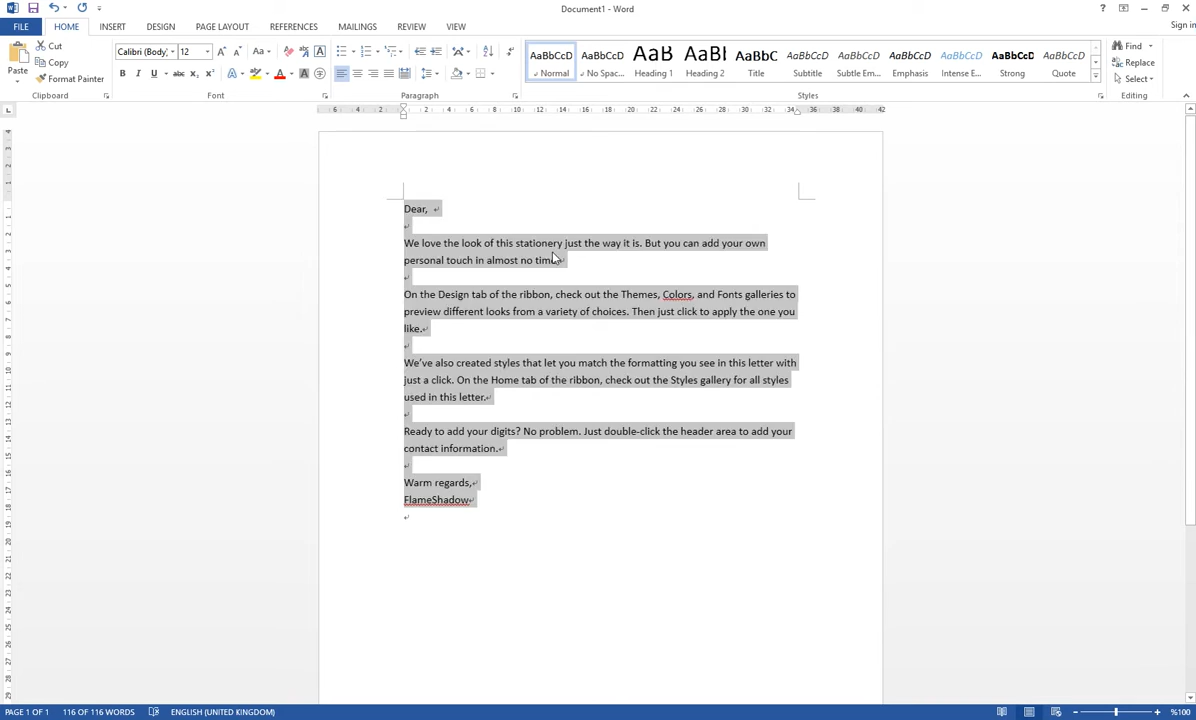 Document1 - Word
Sign in
FILE HOME INSERT DESIGN PAGE LAYOUT REFERENCES MAILINGS REVIEW VIEW
Paste
Cut
Copy
Format Painter
Clipboard
Calibri (Body) 12
Font
Paragraph
AaBbCcD AaBbCcD AaB AaBb AaBbC AaBbCcD AaBbCcD AaBbCcD AaBbCcD AaBbCcD AaBbCcD
Normal No Spac... Heading 1 Heading 2 Title Subtitle Subtle Em... Emphasis Intense E... Strong Quote
Styles
Find
Replace
Select
Editing
Dear,
We love the look of this stationery just the way it is. But you can add your own
personal touch in almost no time.
On the Design tab of the ribbon, check out the Themes, Colors, and Fonts galleries to
preview different looks from a variety of choices. Then just click to apply the one you
like.
We’ve also created styles that let you match the formatting you see in this letter with
just a click. On the Home tab of the ribbon, check out the Styles gallery for all styles
used in this letter.
Ready to add your digits? No problem. Just double-click the header area to add your
contact information.
Warm regards,
FlameShadow
PAGE 1 OF 1 116 OF 116 WORDS ENGLISH (UNITED KINGDOM) %100